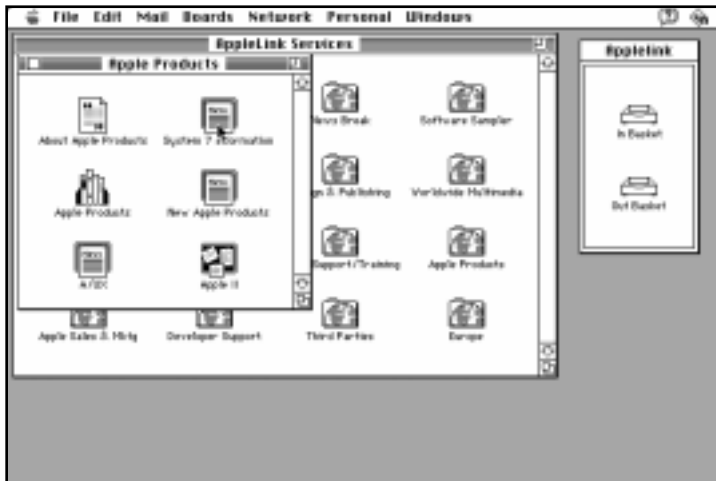 File Edit Mail Boards Network Personal Windows
AppleLink Services
Applelink
Apple Products
About Apple Products
System 7 Information
News Break
Software Sampler
In Basket
Apple Products
New Apple Products
& Publishing
Worldwide Multimedia
Out Basket
A/UX
Apple II
Support/Training
Apple Products
Apple Sales & Mktg
Developer Support
Third Parties
Europe